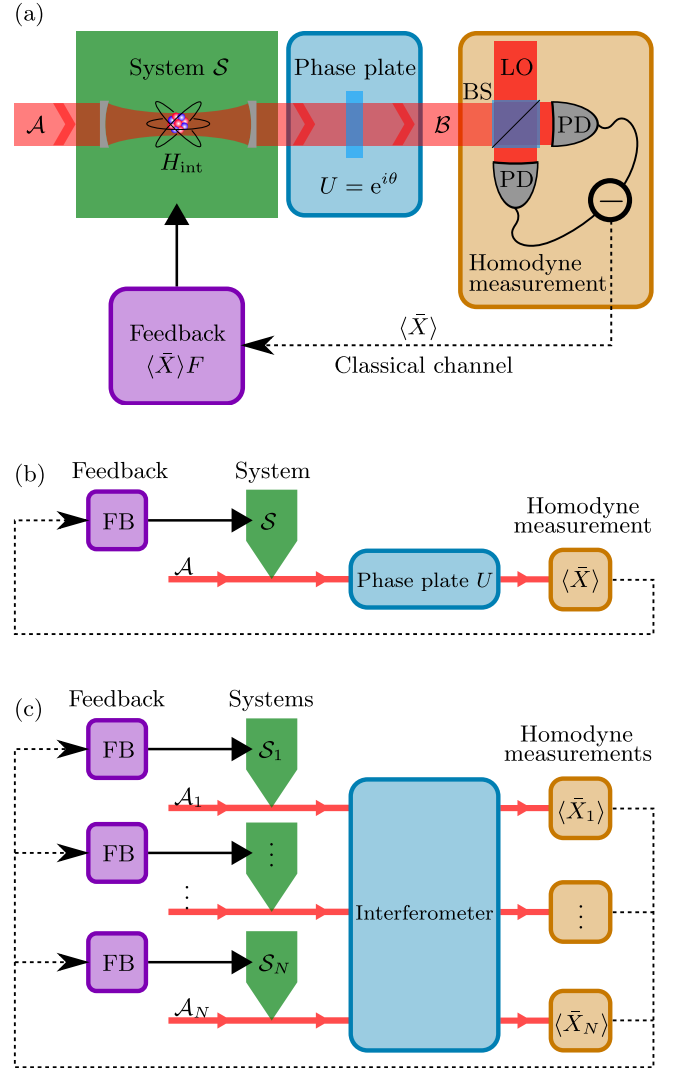 (a)
System 𝒮
Phase plate
LO
BS
𝒜
ℬ
PD
H_int
U = e^{iθ}
PD
—
Homodyne
measurement
Feedback
⟨X̄⟩F
⟨X̄⟩
Classical channel
(b)
Feedback
System
Homodyne
measurement
FB
𝒮
𝒜
Phase plate U
⟨X̄⟩
(c)
Feedback
Systems
Homodyne
measurements
FB
𝒮_1
𝒜_1
⟨X̄_1⟩
FB
⋮
⋮
Interferometer
⋮
FB
𝒮_N
𝒜_N
⟨X̄_N⟩